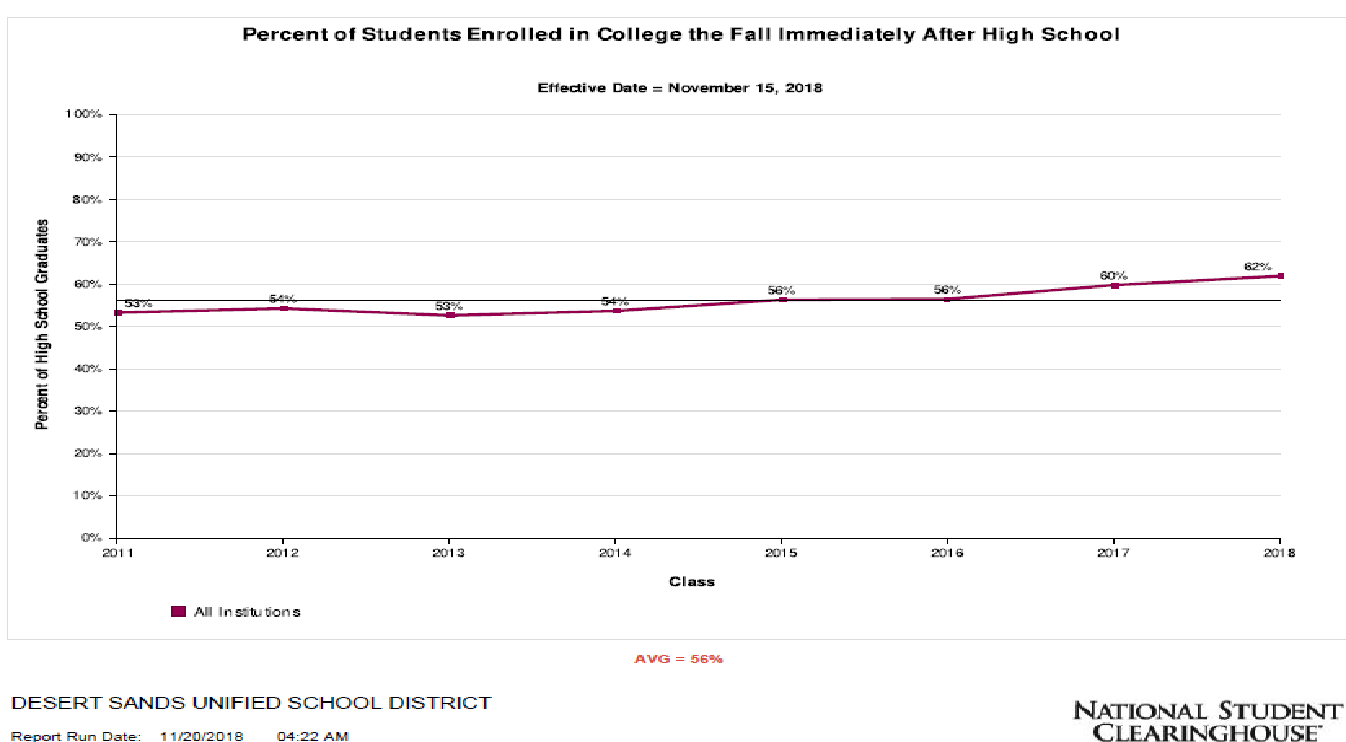 Percent of Students Enrolled in College the Fall Immediately After High School
Effective Date = November 15, 2018
Percent of High School Graduates
100%
90%
80%
70%
60%
50%
40%
30%
20%
10%
0%
53%
54%
53%
54%
56%
56%
60%
62%
2011 2012 2013 2014 2015 2016 2017 2018
Class
All Institutions
AVG = 56%
DESERT SANDS UNIFIED SCHOOL DISTRICT
Report Run Date: 11/20/2018 04:22 AM
NATIONAL STUDENT
CLEARINGHOUSE